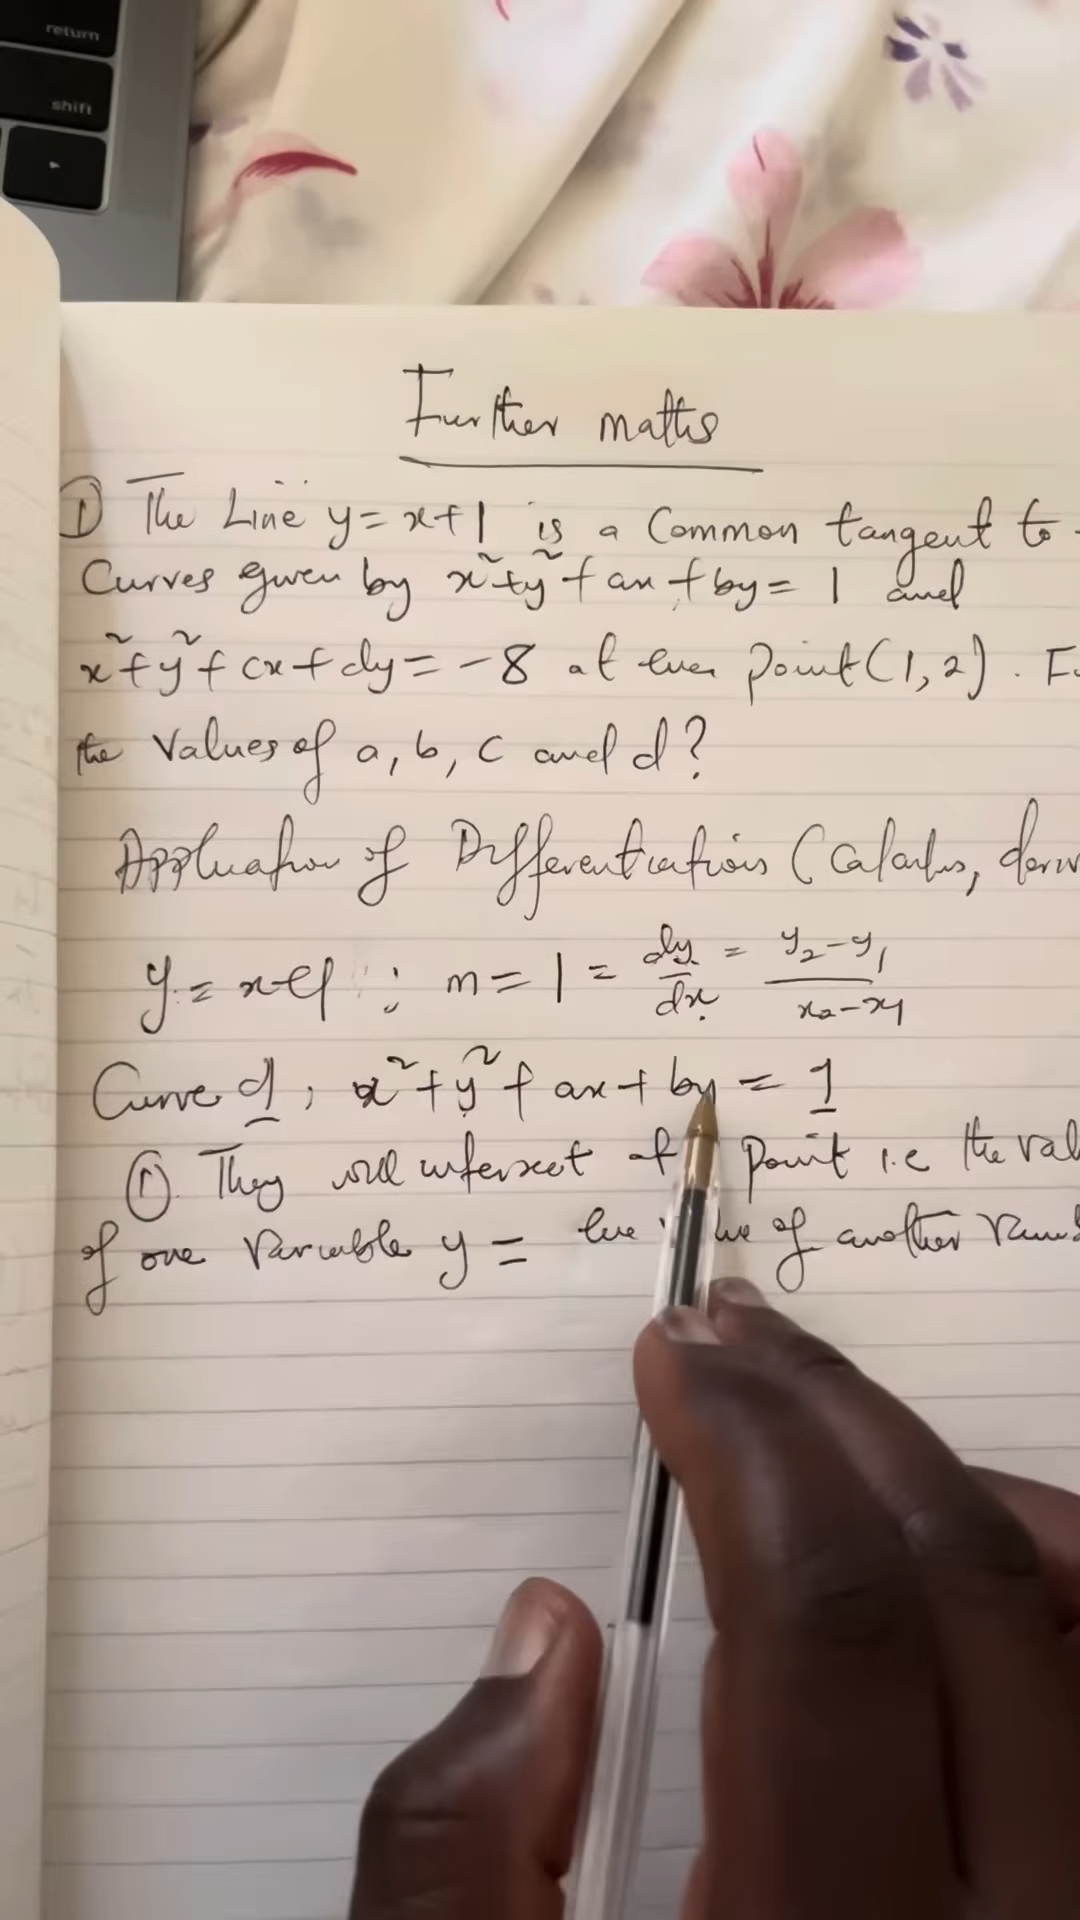 return
shift
Further maths
① The Line y = x+1 is a Common tangent to
Curves given by x²+y²+ax+by = 1 and
x²+y²+cx+dy = -8 at the point (1,2).
the values of a, b, c and d?
Application of Differentiation (Calculus,
y = x+1 ; m = 1 = dy/dx = y₂-y₁/x₂-x₁
Curve 1, x²+y²+ax+by = 1
① They will intersect at point i.e the
of one variable y = the of another